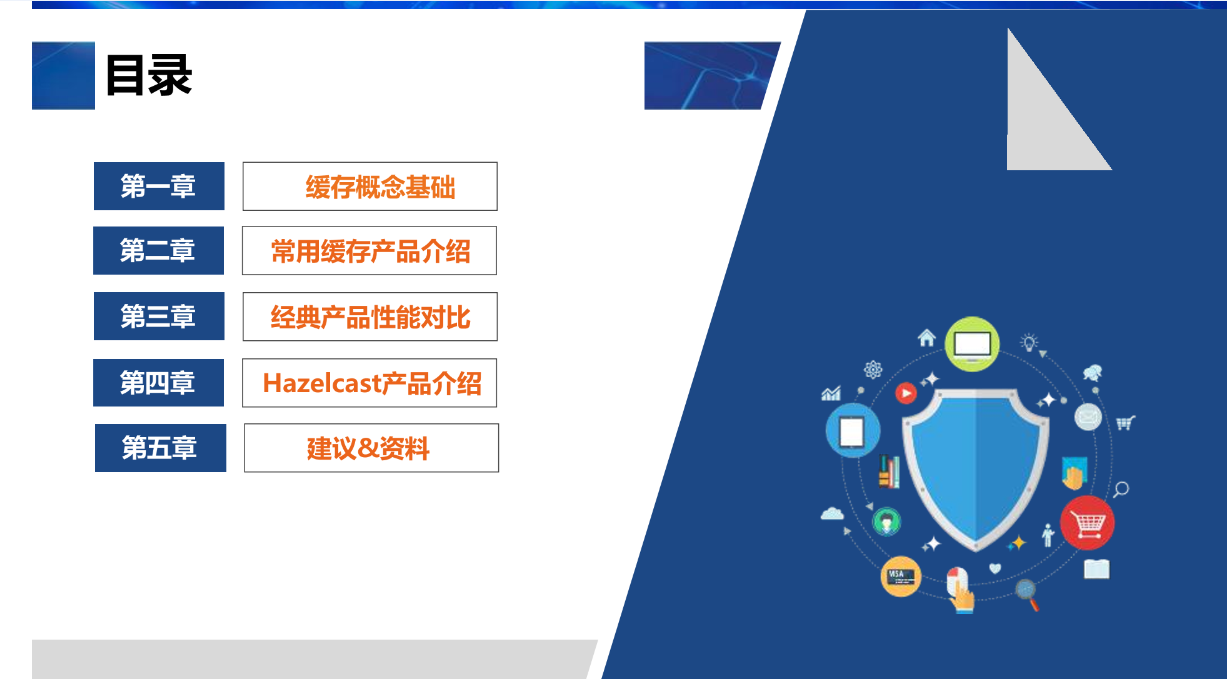 目录
第一章 缓存概念基础
第二章 常用缓存产品介绍
第三章 经典产品性能对比
第四章 Hazelcast产品介绍
第五章 建议&资料
VISA